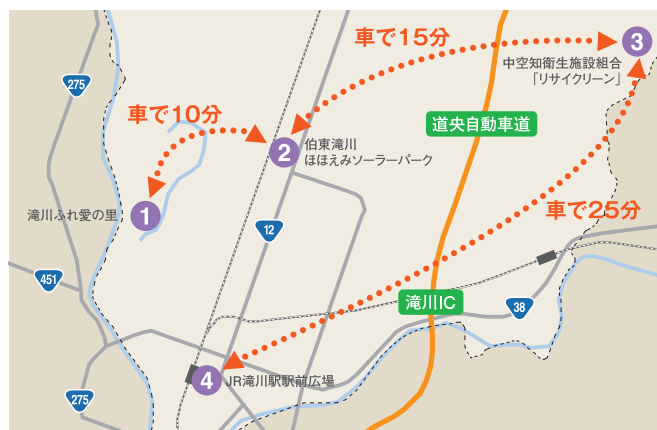 車で15分
3
中空知衛生施設組合
「リサイクリーン」
275
車で10分
道央自動車道
2
伯東滝川
ほほえみソーラーパーク
滝川ふれ愛の里
1
車で25分
12
451
滝川IC
38
4
JR滝川駅駅前広場
275